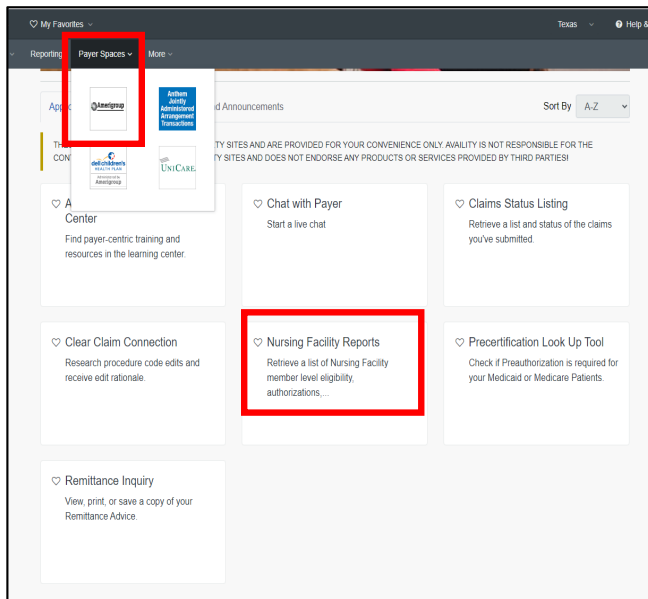 My Favorites
Texas
Help &
Reporting
Payer Spaces
More
Amerigroup
Anthem
Jointly
Administered
Arrangement
Transactions
dell children's
HEALTH PLAN
Administered by
Amerigroup
UNICARE
d Announcements
Sort By A-Z
TY SITES AND ARE PROVIDED FOR YOUR CONVENIENCE ONLY. AVAILITY IS NOT RESPONSIBLE FOR THE
TY SITES AND DOES NOT ENDORSE ANY PRODUCTS OR SERVICES PROVIDED BY THIRD PARTIES!
A
Center
Find payer-centric training and
resources in the learning center.
Chat with Payer
Start a live chat
Claims Status Listing
Retrieve a list and status of the claims
you've submitted.
Clear Claim Connection
Research procedure code edits and
receive edit rationale.
Nursing Facility Reports
Retrieve a list of Nursing Facility
member level eligibility,
authorizations,...
Precertification Look Up Tool
Check if Preauthorization is required for
your Medicaid or Medicare Patients.
Remittance Inquiry
View, print, or save a copy of your
Remittance Advice.